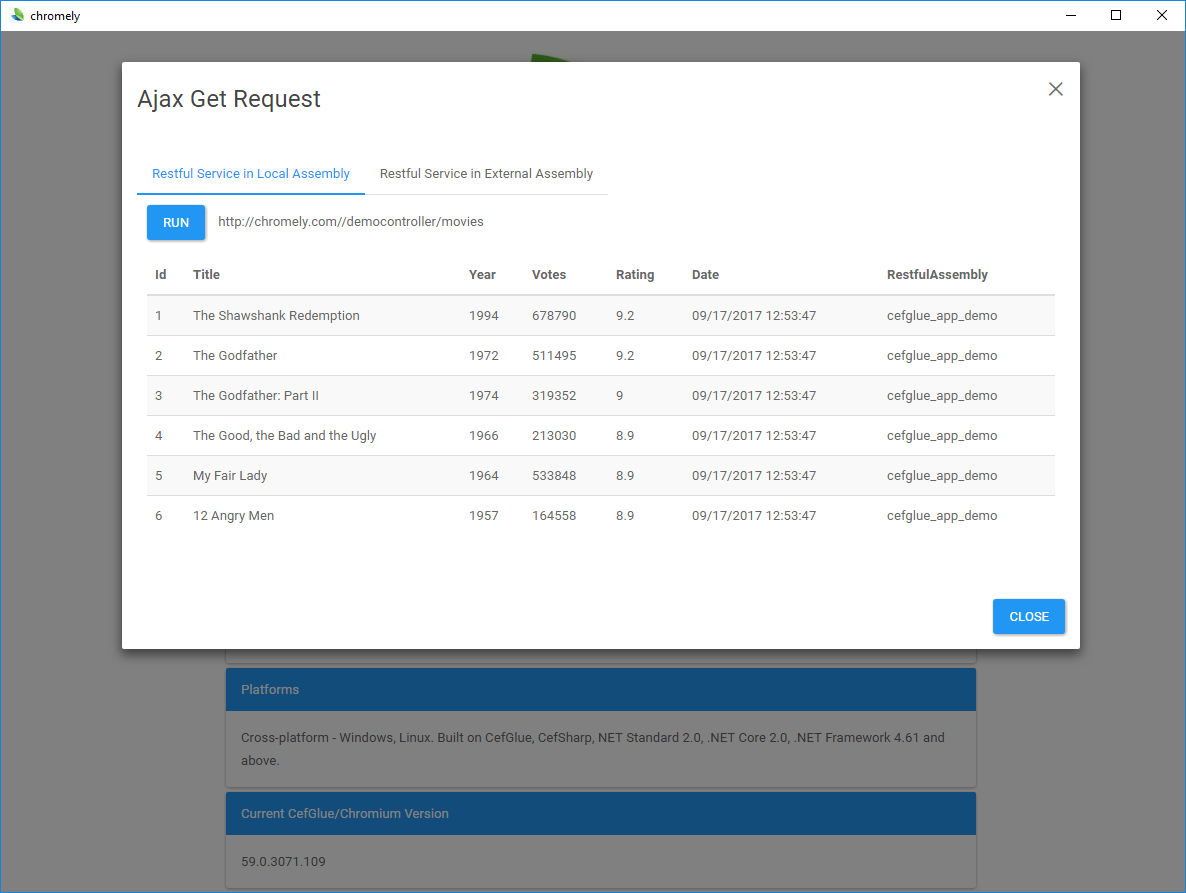 chromely
Ajax Get Request
Restful Service in Local Assembly Restful Service in External Assembly
RUN http://chromely.com//democontroller/movies
Id Title Year Votes Rating Date RestfulAssembly
1 The Shawshank Redemption 1994 678790 9.2 09/17/2017 12:53:47 cefglue_app_demo
2 The Godfather 1972 511495 9.2 09/17/2017 12:53:47 cefglue_app_demo
3 The Godfather: Part II 1974 319352 9 09/17/2017 12:53:47 cefglue_app_demo
4 The Good, the Bad and the Ugly 1966 213030 8.9 09/17/2017 12:53:47 cefglue_app_demo
5 My Fair Lady 1964 533848 8.9 09/17/2017 12:53:47 cefglue_app_demo
6 12 Angry Men 1957 164558 8.9 09/17/2017 12:53:47 cefglue_app_demo
CLOSE
Platforms
Cross-platform - Windows, Linux. Built on CefGlue, CefSharp, NET Standard 2.0, .NET Core 2.0, .NET Framework 4.61 and
above.
Current CefGlue/Chromium Version
59.0.3071.109